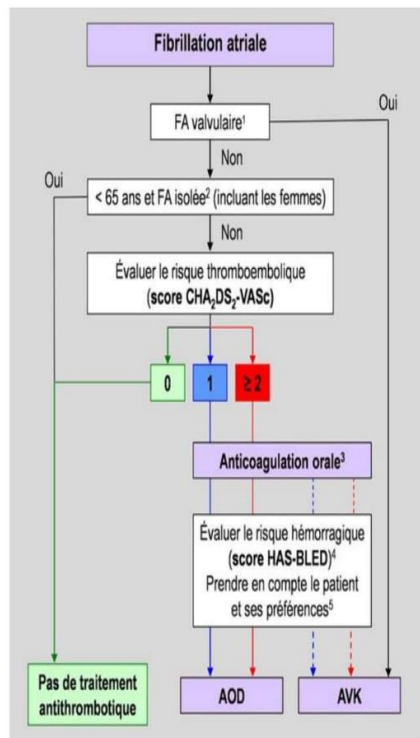 Fibrillation atriale
Oui
FA valvulaire¹
Non
Oui
< 65 ans et FA isolée² (incluant les femmes)
Non
Évaluer le risque thromboembolique
(score CHA₂DS₂-VASc)
0
1
≥ 2
Anticoagulation orale³
Évaluer le risque hémorragique
(score HAS-BLED)⁴
Prendre en compte le patient
et ses préférences⁵
Pas de traitement
antithrombotique
AOD
AVK